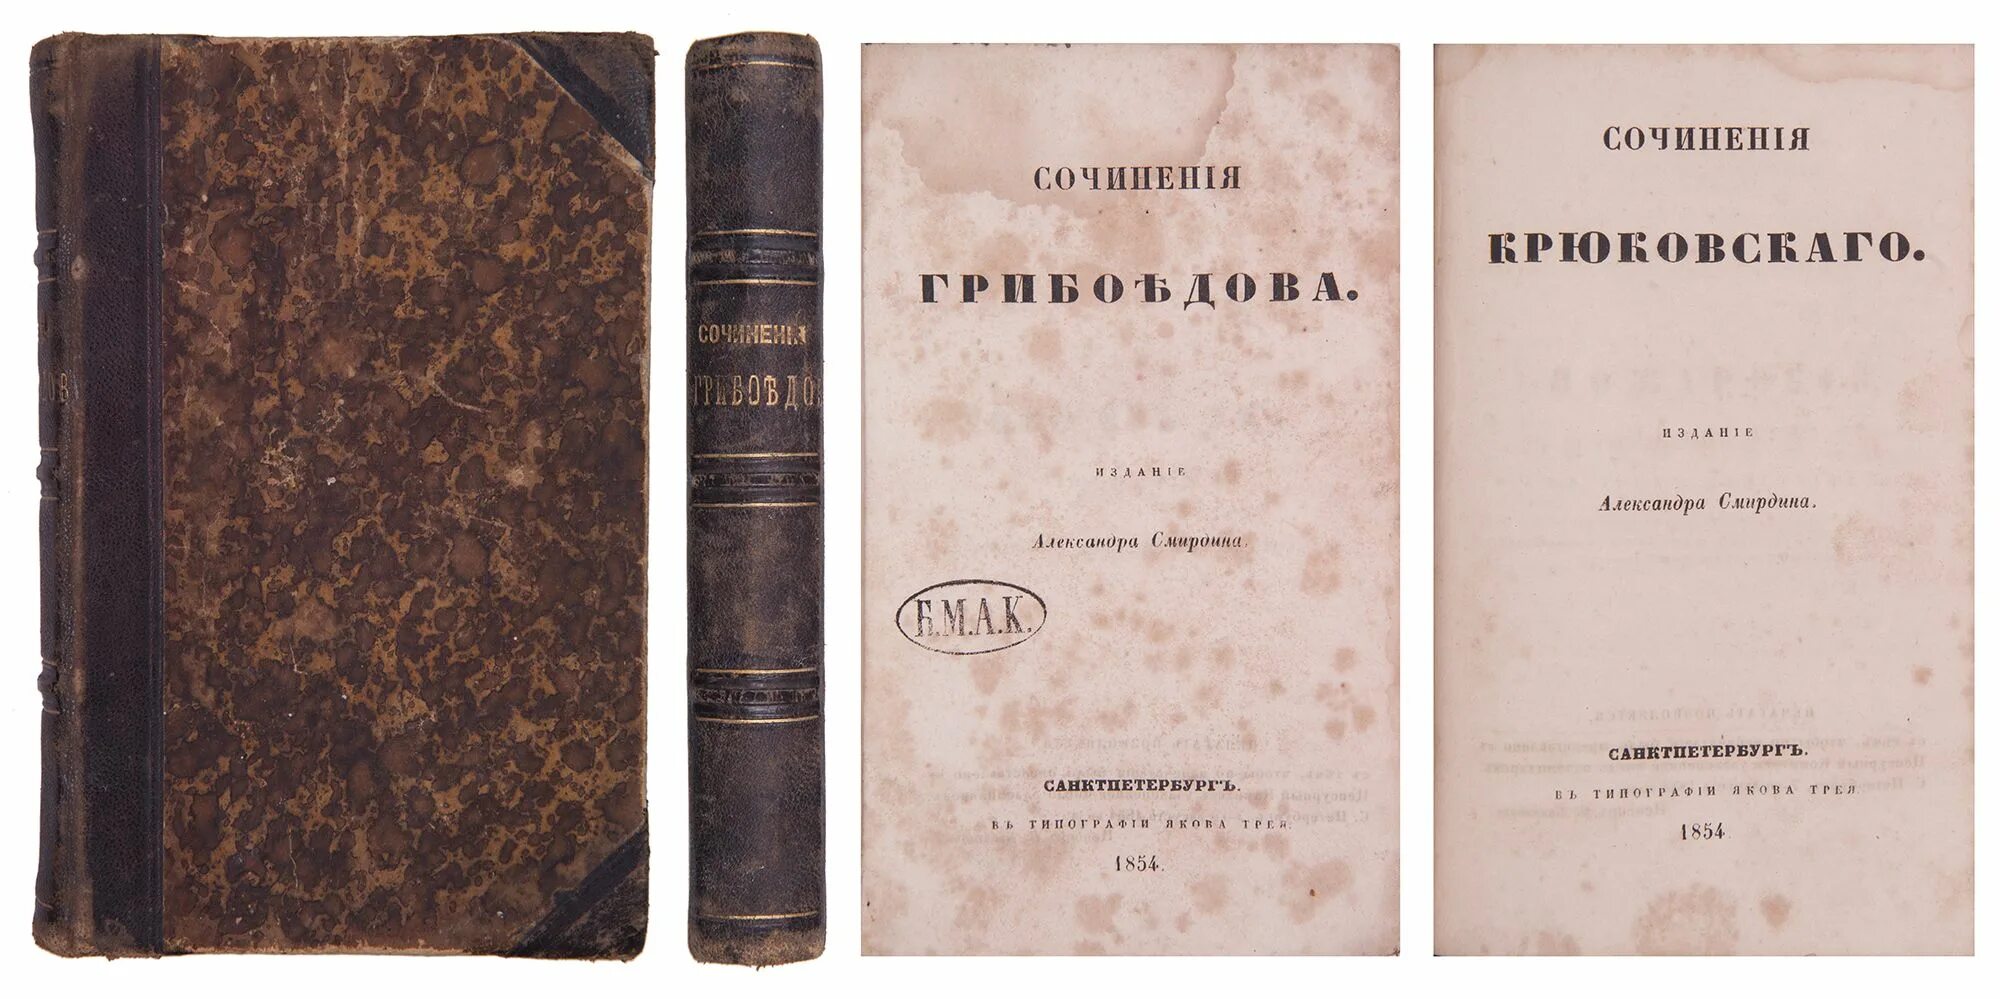 СОЧИНЕНІЯ
ГРИБОѢДО
СОЧИНЕНІЯ
ГРИБОѢДОВА.
ИЗДАНІЕ
Александра Смирдина.
Б.М.А.К.
САНКТПЕТЕРБУРГЪ.
ВЪ ТИПОГРАФІИ ЯКОВА ТРЕЯ.
1854.
СОЧИНЕНІЯ
КРЮКОВСКАГО.
ИЗДАНІЕ
Александра Смирдина.
САНКТПЕТЕРБУРГЪ.
ВЪ ТИПОГРАФІИ ЯКОВА ТРЕЯ.
1854.